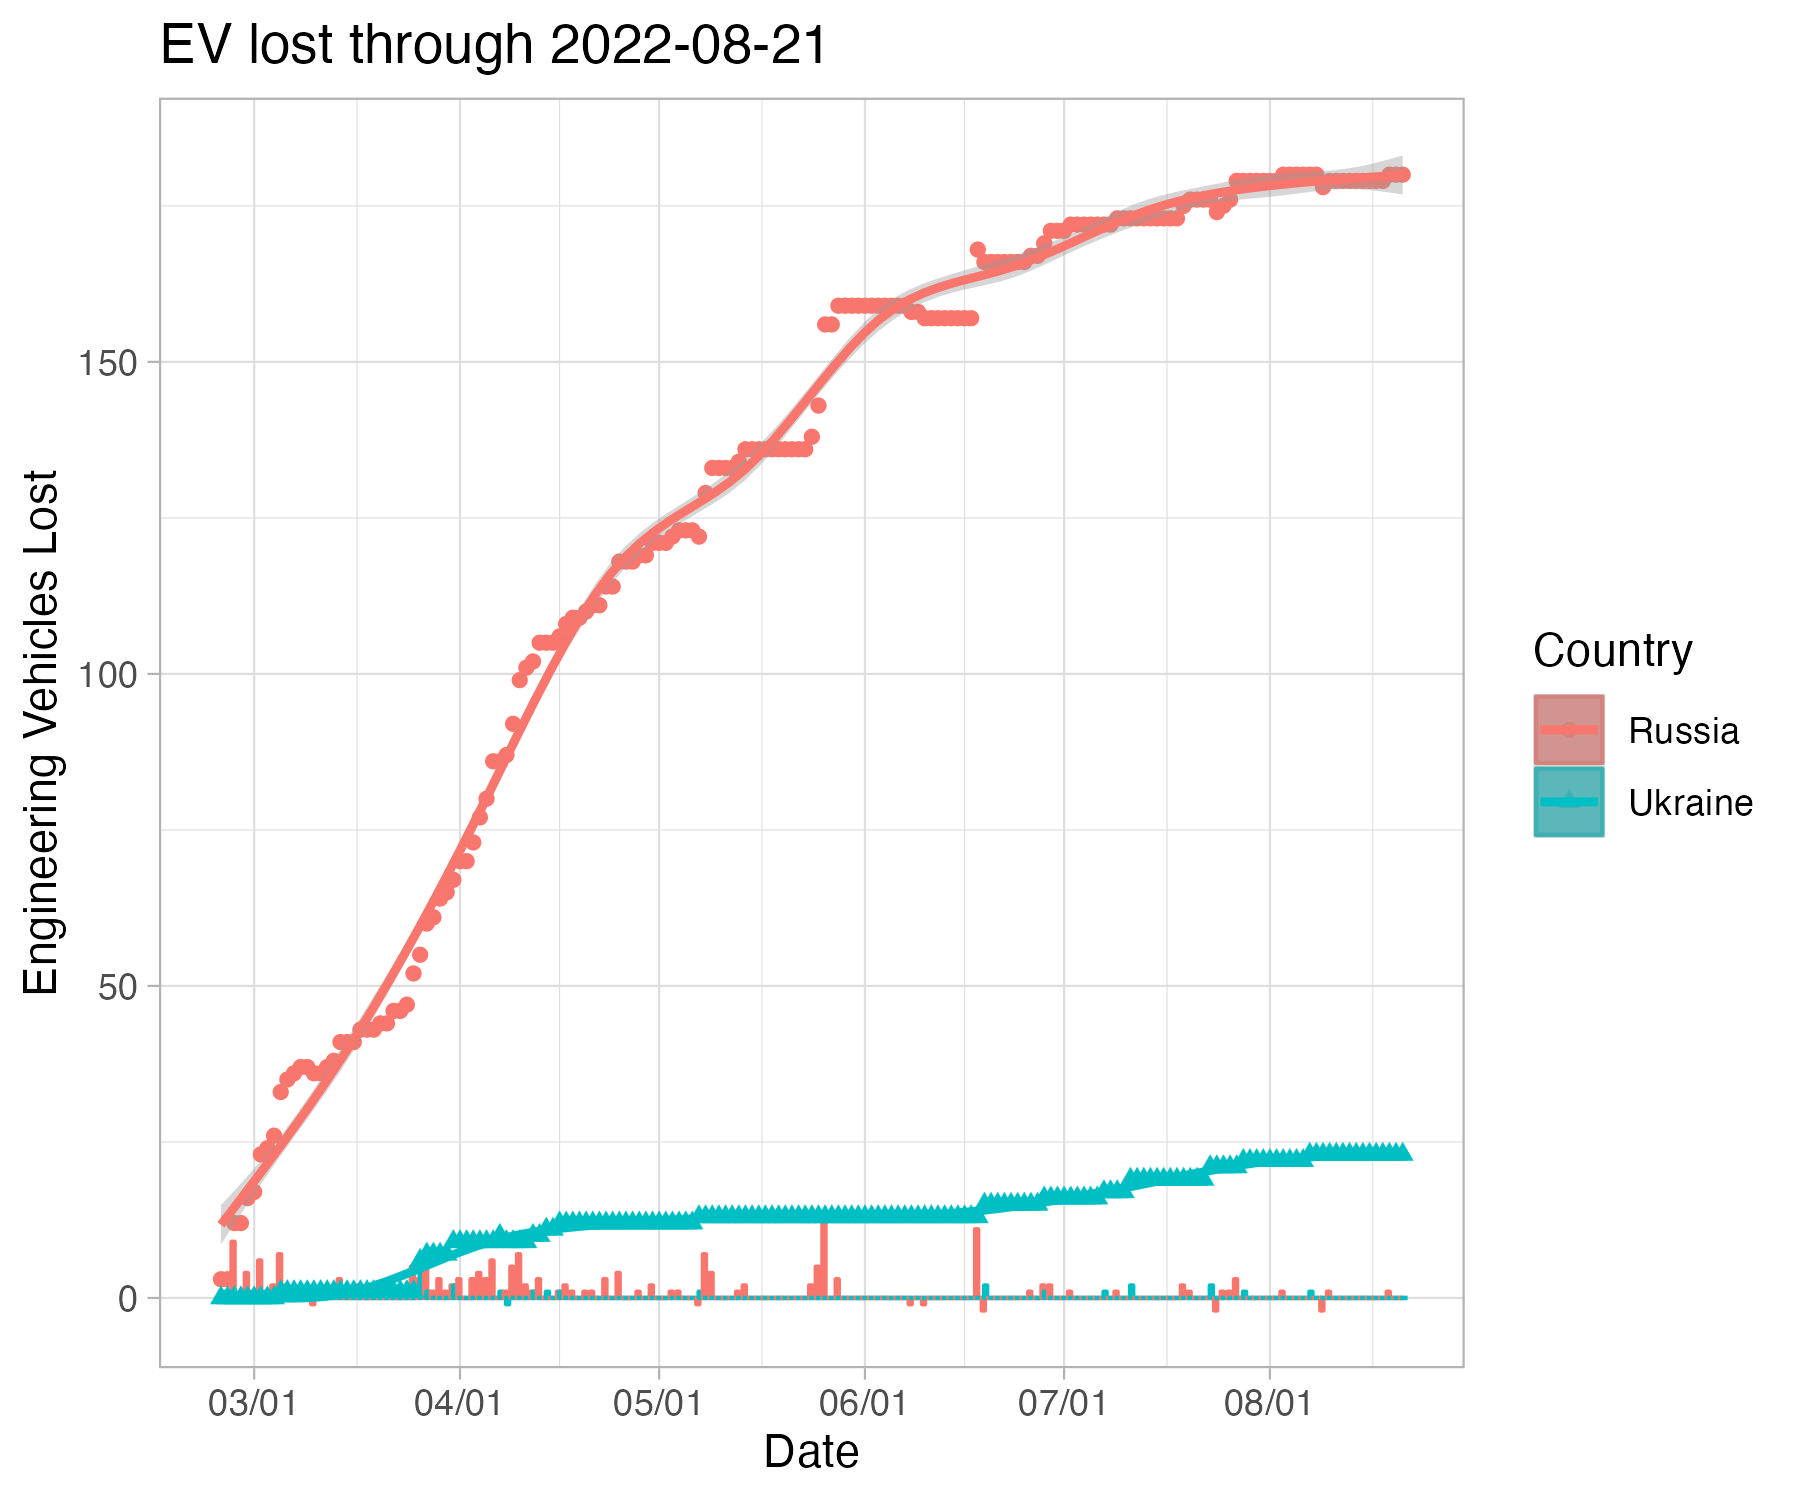 EV lost through 2022-08-21
Engineering Vehicles Lost
150
100
50
0
03/01
04/01
05/01
06/01
07/01
08/01
Date
Country
Russia
Ukraine